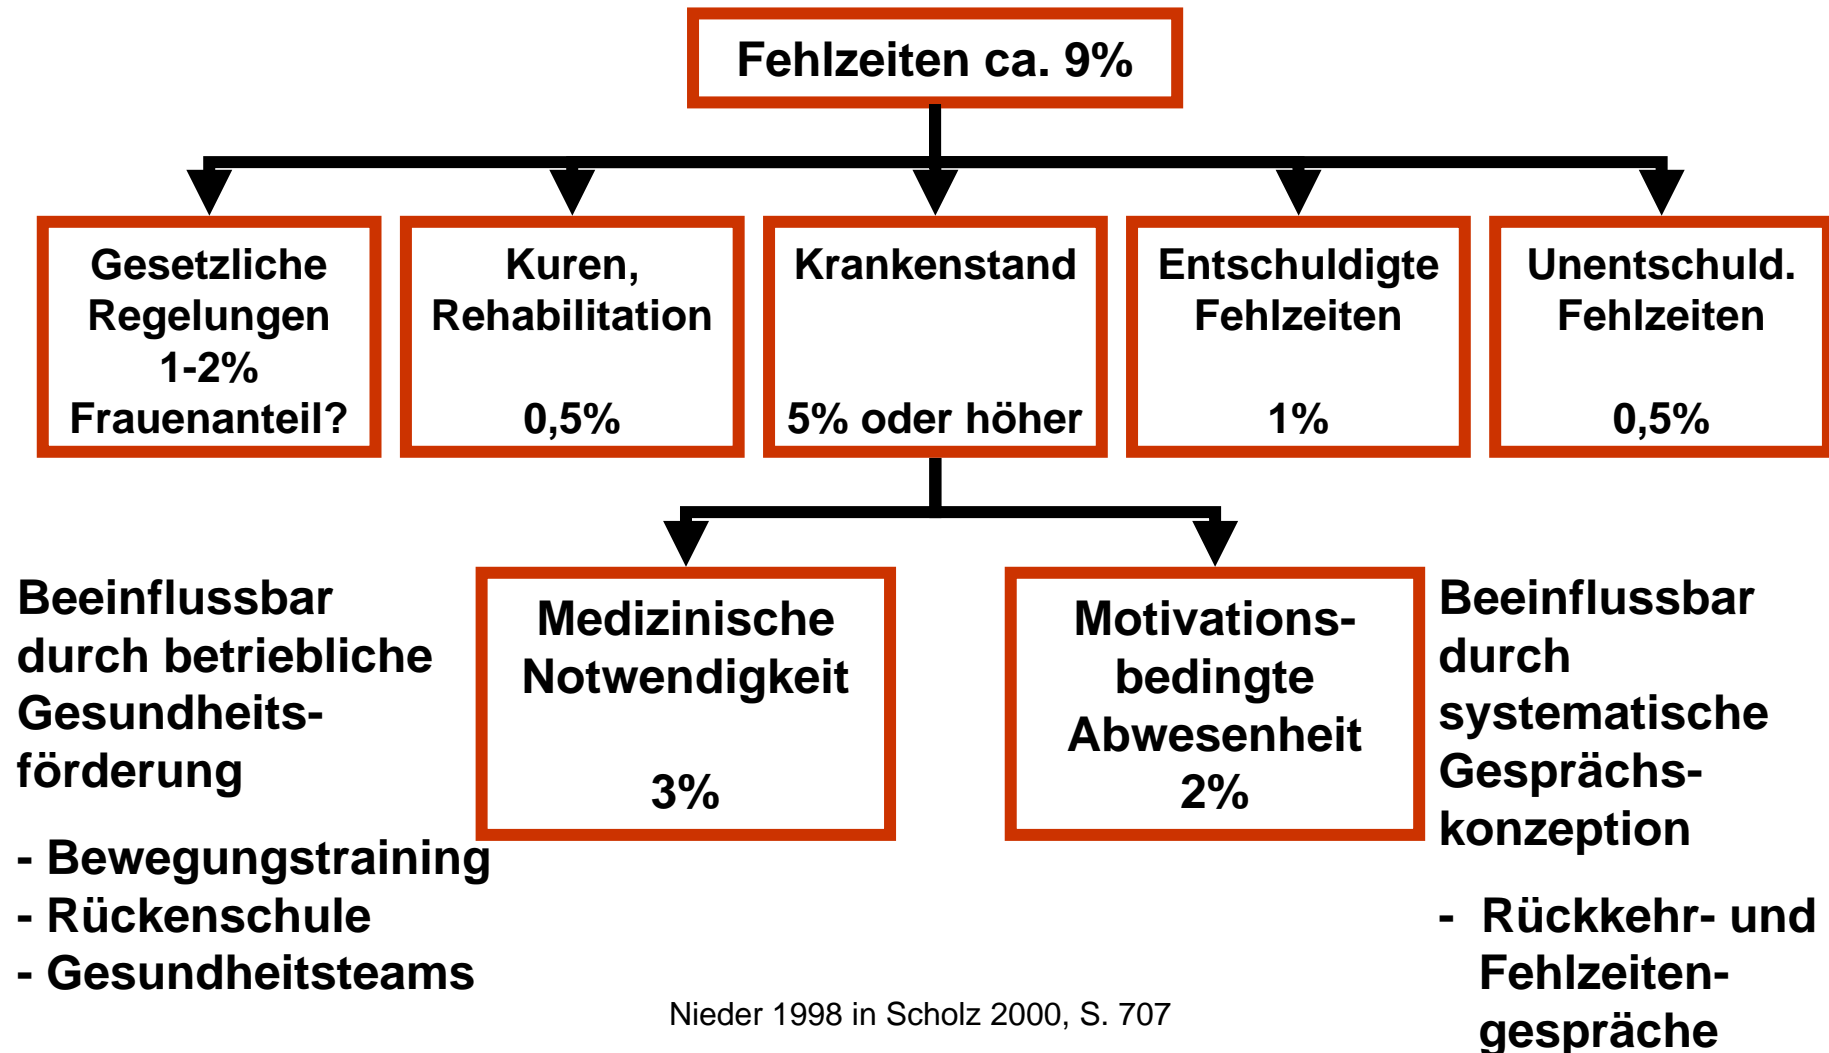 Fehlzeiten ca. 9%
Gesetzliche
Regelungen
1-2%
Frauenanteil?
Kuren,
Rehabilitation
0,5%
Krankenstand
5% oder höher
Entschuldigte
Fehlzeiten
1%
Unentschuld.
Fehlzeiten
0,5%
Beeinflussbar
durch betriebliche
Gesundheits-
förderung
- Bewegungstraining
- Rückenschule
- Gesundheitsteams
Medizinische
Notwendigkeit
3%
Motivations-
bedingte
Abwesenheit
2%
Beeinflussbar
durch
systematische
Gesprächs-
konzeption
- Rückkehr- und
Fehlzeiten-
gespräche
Nieder 1998 in Scholz 2000, S. 707